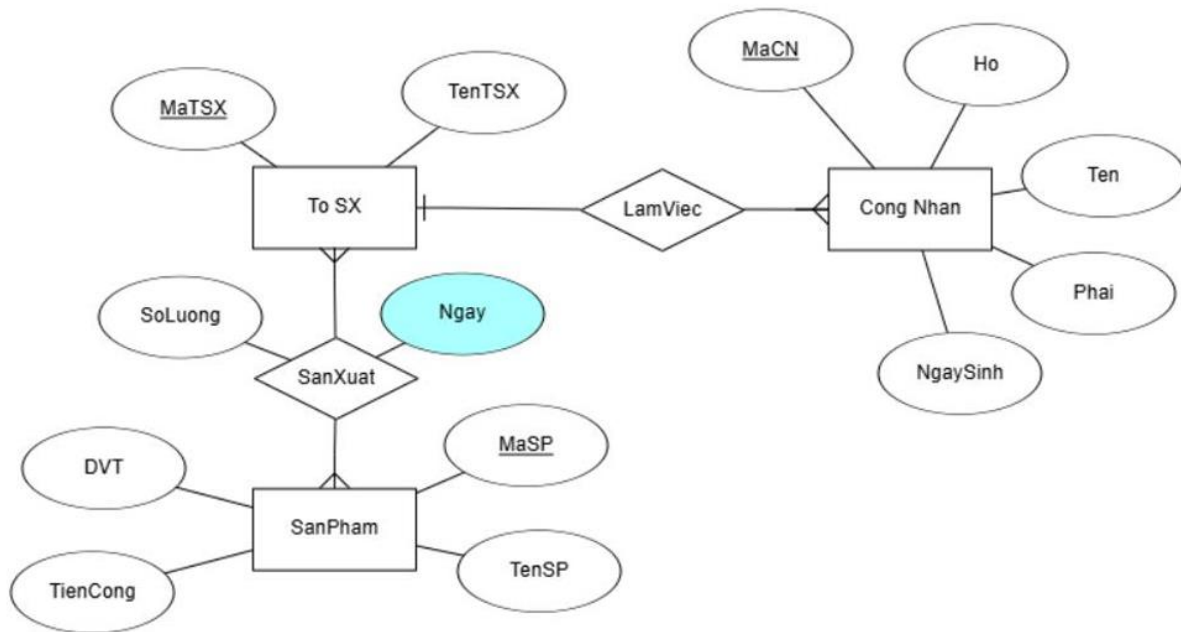 MaCN
Ho
TenTSX
MaTSX
Ten
To SX
LamViec
Cong Nhan
Phai
SoLuong
Ngay
SanXuat
NgaySinh
MaSP
DVT
SanPham
TenSP
TienCong